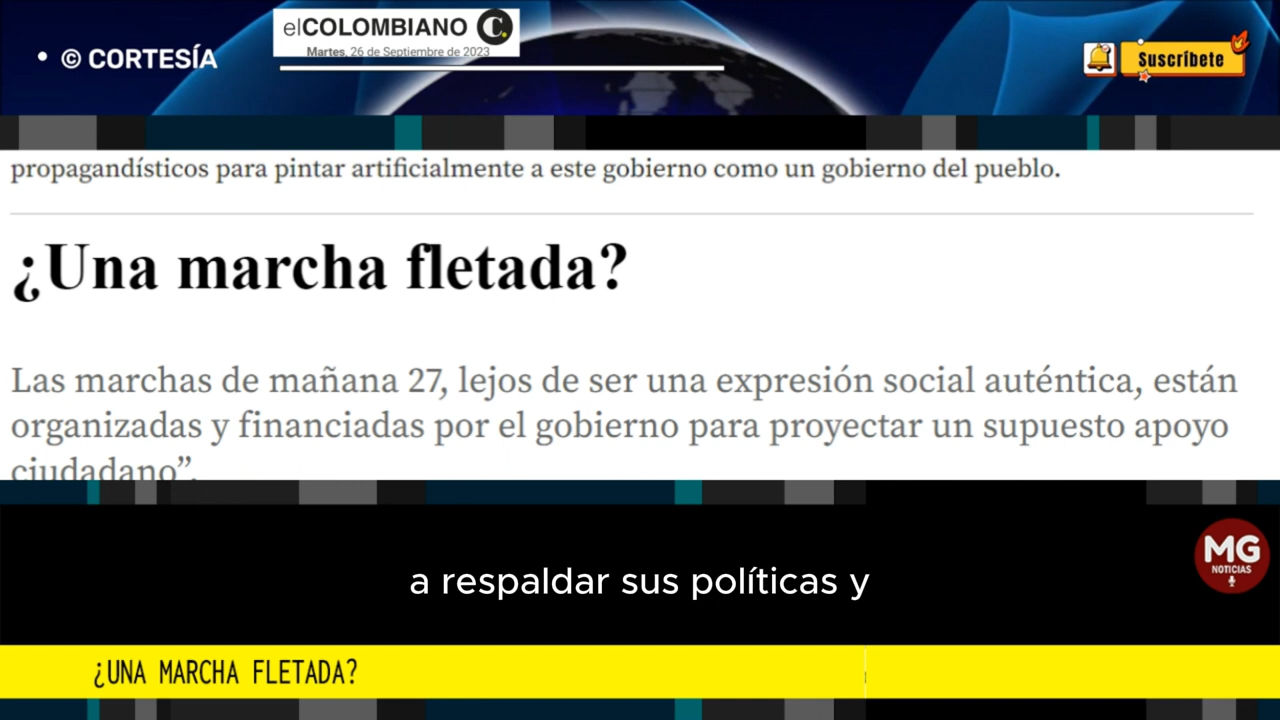 • © CORTESÍA
elCOLOMBIANO C.
Martes, 26 de Septiembre de 2023
Suscríbete
propagandísticos para pintar artificialmente a este gobierno como un gobierno del pueblo.
¿Una marcha fletada?
Las marchas de mañana 27, lejos de ser una expresión social auténtica, están
organizadas y financiadas por el gobierno para proyectar un supuesto apoyo
ciudadano”.
MG
NOTICIAS
a respaldar sus políticas y
¿UNA MARCHA FLETADA?